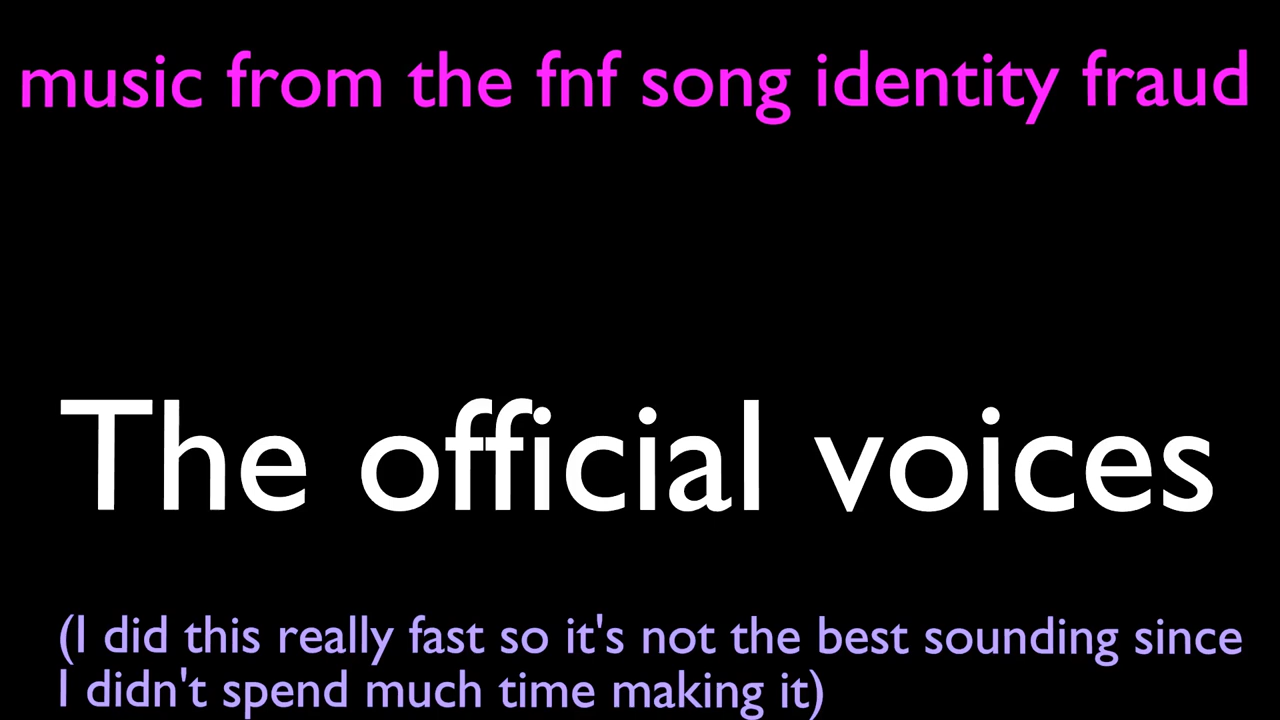 music from the fnf song identity fraud
The official voices
(I did this really fast so it's not the best sounding since
I didn't spend much time making it)